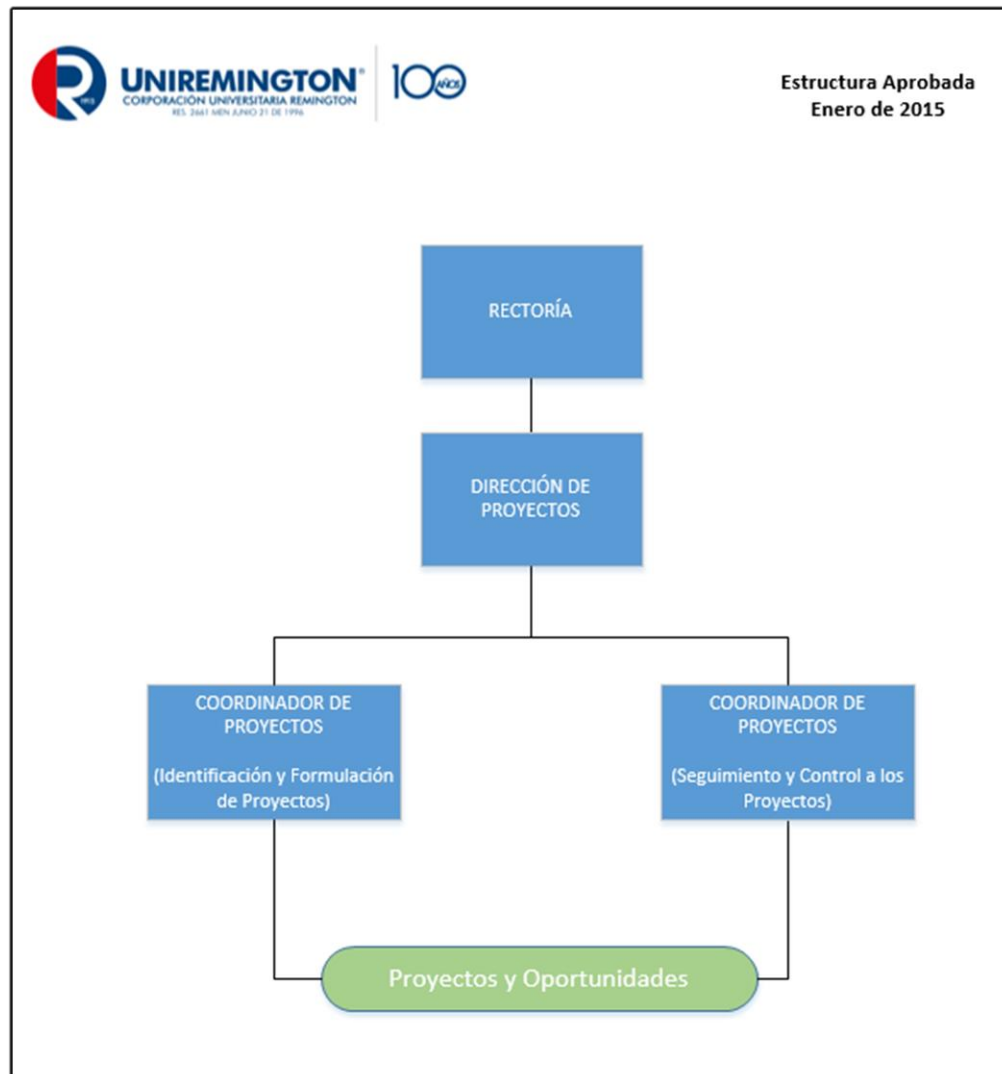 UNIREMINGTON®
CORPORACIÓN UNIVERSITARIA REMINGTON
RES. 2661 MEN JUNIO 21 DE 1996
100
AÑOS
Estructura Aprobada
Enero de 2015
RECTORÍA
DIRECCIÓN DE
PROYECTOS
COORDINADOR DE
PROYECTOS
(Identificación y Formulación
de Proyectos)
COORDINADOR DE
PROYECTOS
(Seguimiento y Control a los
Proyectos)
Proyectos y Oportunidades